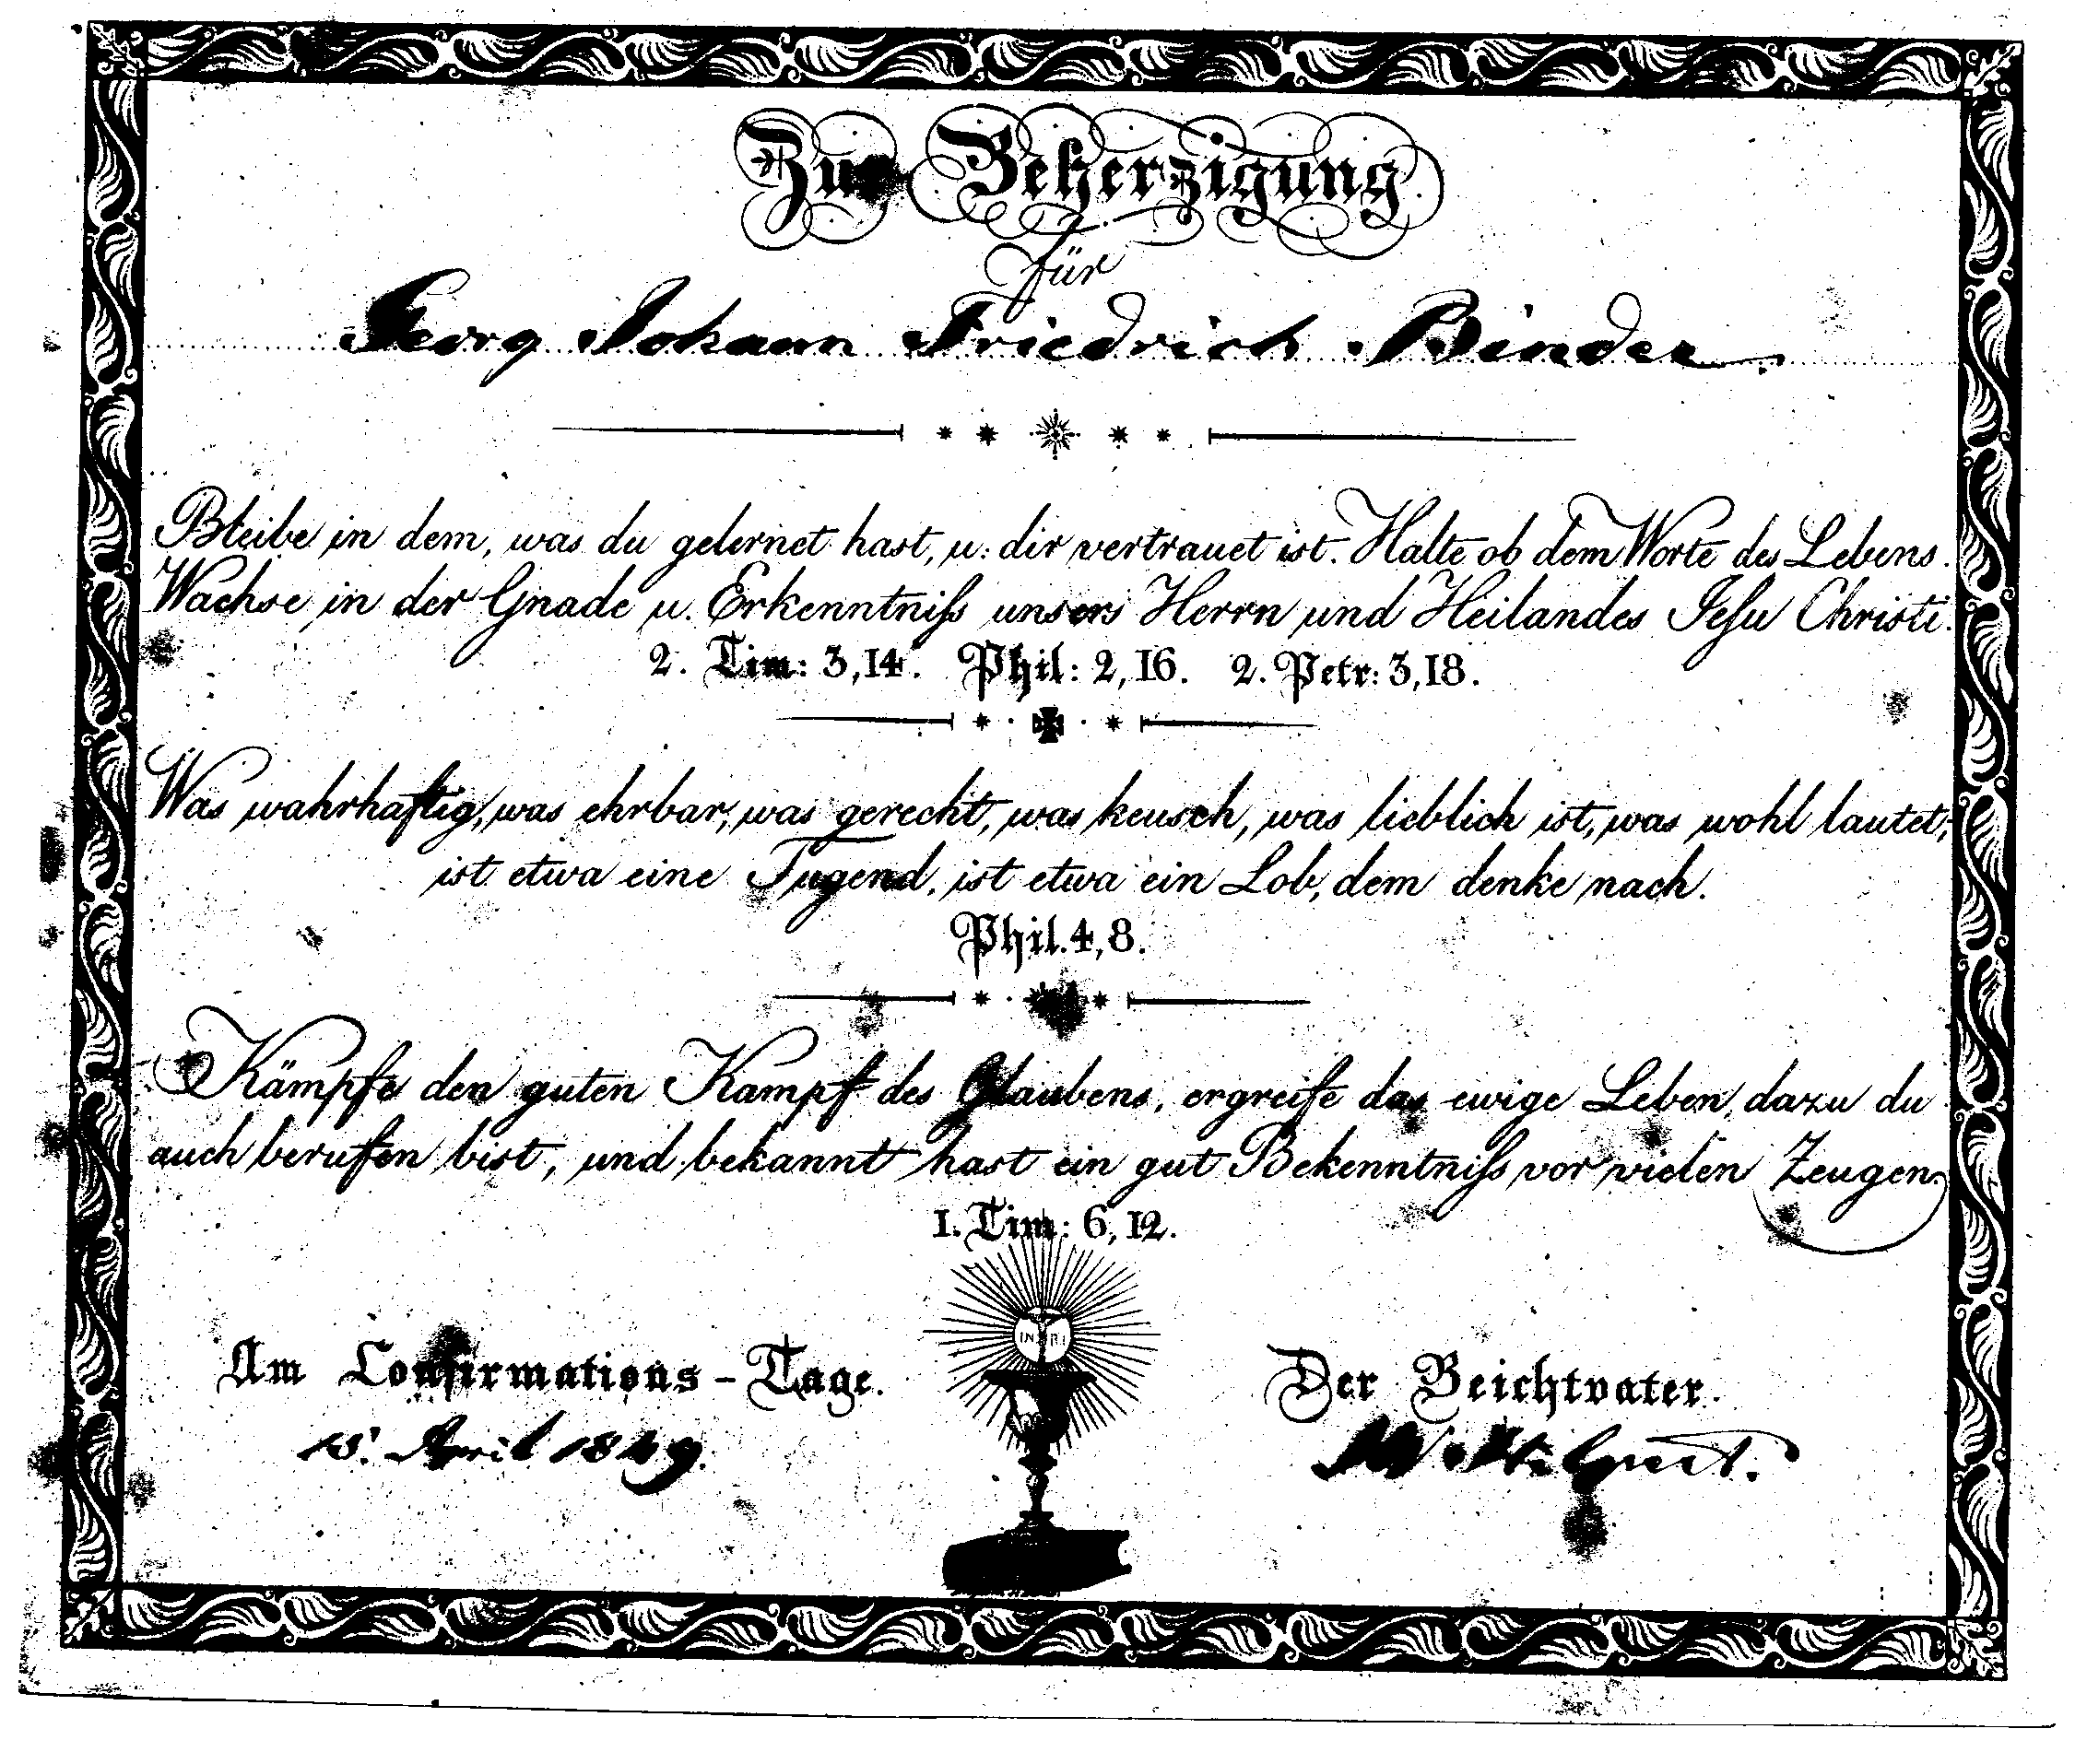 Zur Beherzigung
für
Georg Johann Friedrich Binder.
Bleibe in dem, was du gelernet hast, u: dir vertrauet ist. Halte ob dem Worte des Lebens.
Wachse in der Gnade u. Erkenntniſs unsers Herrn und Heilandes Jeſu Christi.
2. Tim: 3,14. Phil: 2,16. 2. Petr: 3,18.
Was wahrhaftig, was ehrbar, was gerecht, was keusch, was lieblich ist, was wohl lautet,
ist etwa eine Tugend, ist etwa ein Lob, dem denke nach.
Phil. 4,8.
Kämpfe den guten Kampf des Glaubens, ergreife das ewige Leben, dazu du
auch berufen bist, und bekannt hast ein gut Bekenntniſs vor vielen Zeugen.
1. Tim: 6,12.
INRI
Am Confirmations-Tage.
15. April 1849.
Der Beichtvater.